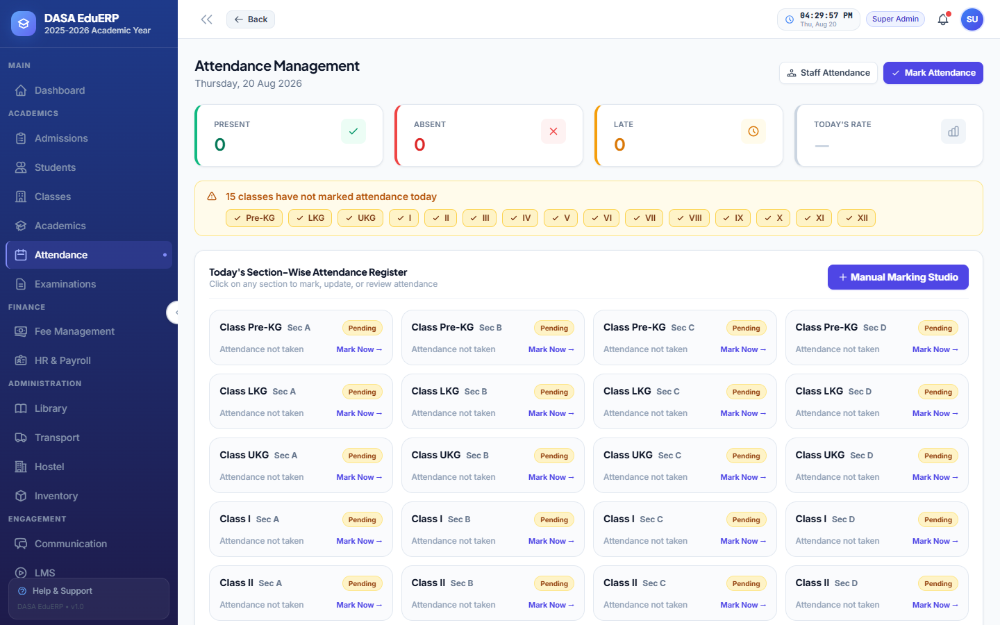 DASA EduERP
2025-2026 Academic Year
MAIN
Dashboard
ACADEMICS
Admissions
Students
Classes
Academics
Attendance
Examinations
FINANCE
Fee Management
HR & Payroll
ADMINISTRATION
Library
Transport
Hostel
Inventory
ENGAGEMENT
Communication
LMS
Help & Support
DASA EduERP • v1.0
← Back
04:29:57 PM
Thu, Aug 20
Super Admin
SU
Attendance Management
Thursday, 20 Aug 2026
Staff Attendance
Mark Attendance
PRESENT
0
ABSENT
0
LATE
0
TODAY'S RATE
—
15 classes have not marked attendance today
✓ Pre-KG ✓ LKG ✓ UKG ✓ I ✓ II ✓ III ✓ IV ✓ V ✓ VI ✓ VII ✓ VIII ✓ IX ✓ X ✓ XI ✓ XII
Today's Section-Wise Attendance Register
Click on any section to mark, update, or review attendance
+ Manual Marking Studio
Class Pre-KG Sec A Pending
Attendance not taken Mark Now →
Class Pre-KG Sec B Pending
Attendance not taken Mark Now →
Class Pre-KG Sec C Pending
Attendance not taken Mark Now →
Class Pre-KG Sec D Pending
Attendance not taken Mark Now →
Class LKG Sec A Pending
Attendance not taken Mark Now →
Class LKG Sec B Pending
Attendance not taken Mark Now →
Class LKG Sec C Pending
Attendance not taken Mark Now →
Class LKG Sec D Pending
Attendance not taken Mark Now →
Class UKG Sec A Pending
Attendance not taken Mark Now →
Class UKG Sec B Pending
Attendance not taken Mark Now →
Class UKG Sec C Pending
Attendance not taken Mark Now →
Class UKG Sec D Pending
Attendance not taken Mark Now →
Class I Sec A Pending
Attendance not taken Mark Now →
Class I Sec B Pending
Attendance not taken Mark Now →
Class I Sec C Pending
Attendance not taken Mark Now →
Class I Sec D Pending
Attendance not taken Mark Now →
Class II Sec A Pending
Attendance not taken Mark Now →
Class II Sec B Pending
Attendance not taken Mark Now →
Class II Sec C Pending
Attendance not taken Mark Now →
Class II Sec D Pending
Attendance not taken Mark Now →